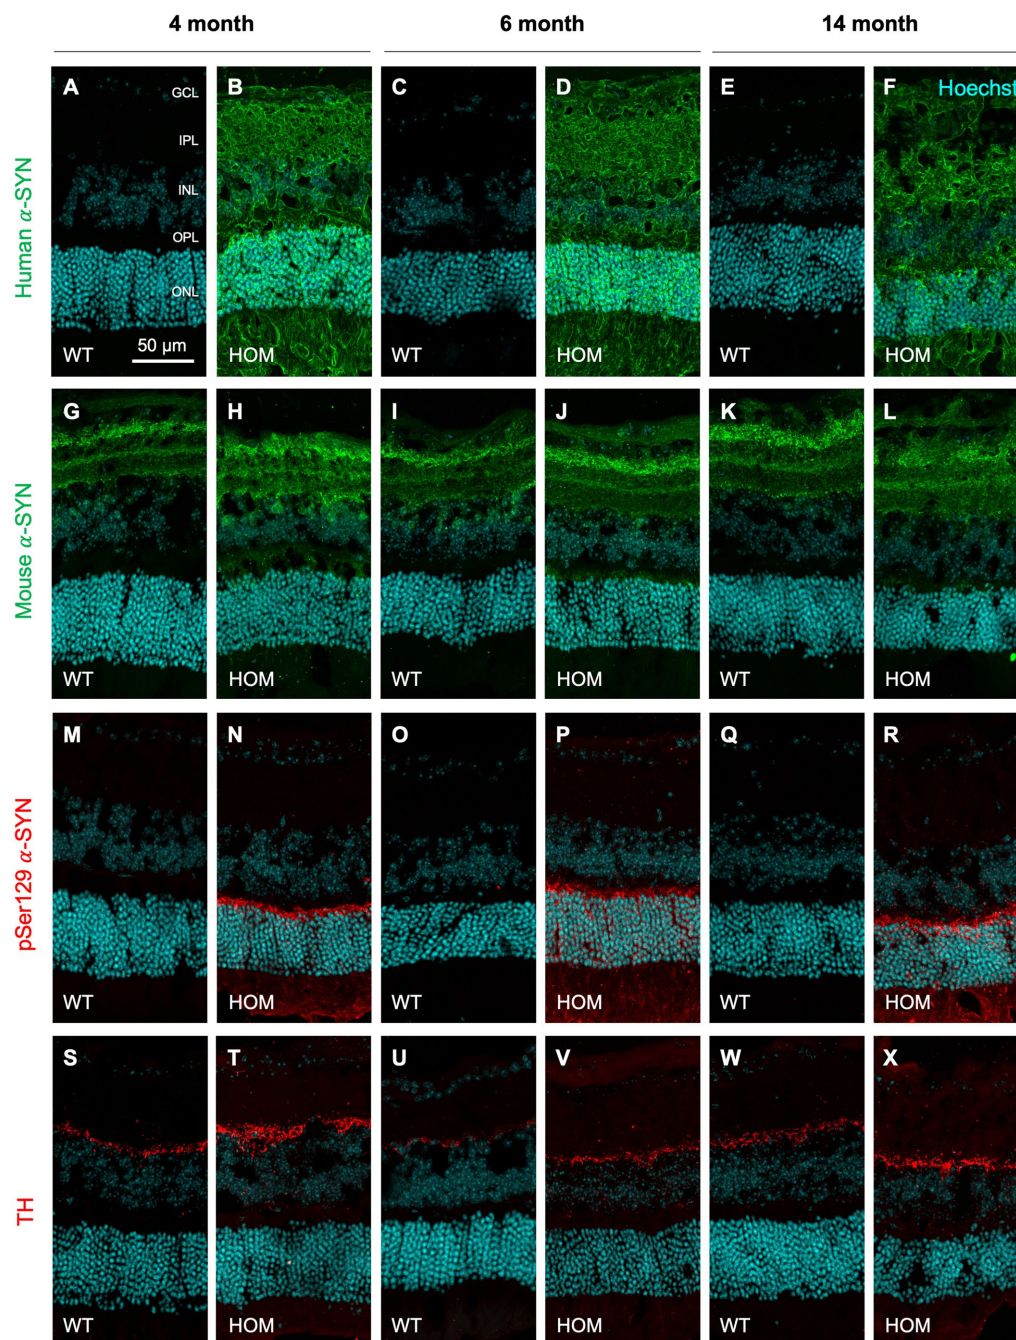 4 month
6 month
14 month
Human α-SYN
A
GCL
IPL
INL
OPL
ONL
WT
50 µm
B
HOM
C
WT
D
HOM
E
WT
F
Hoechst
HOM
Mouse α-SYN
G
WT
H
HOM
I
WT
J
HOM
K
WT
L
HOM
pSer129 α-SYN
M
WT
N
HOM
O
WT
P
HOM
Q
WT
R
HOM
TH
S
WT
T
HOM
U
WT
V
HOM
W
WT
X
HOM